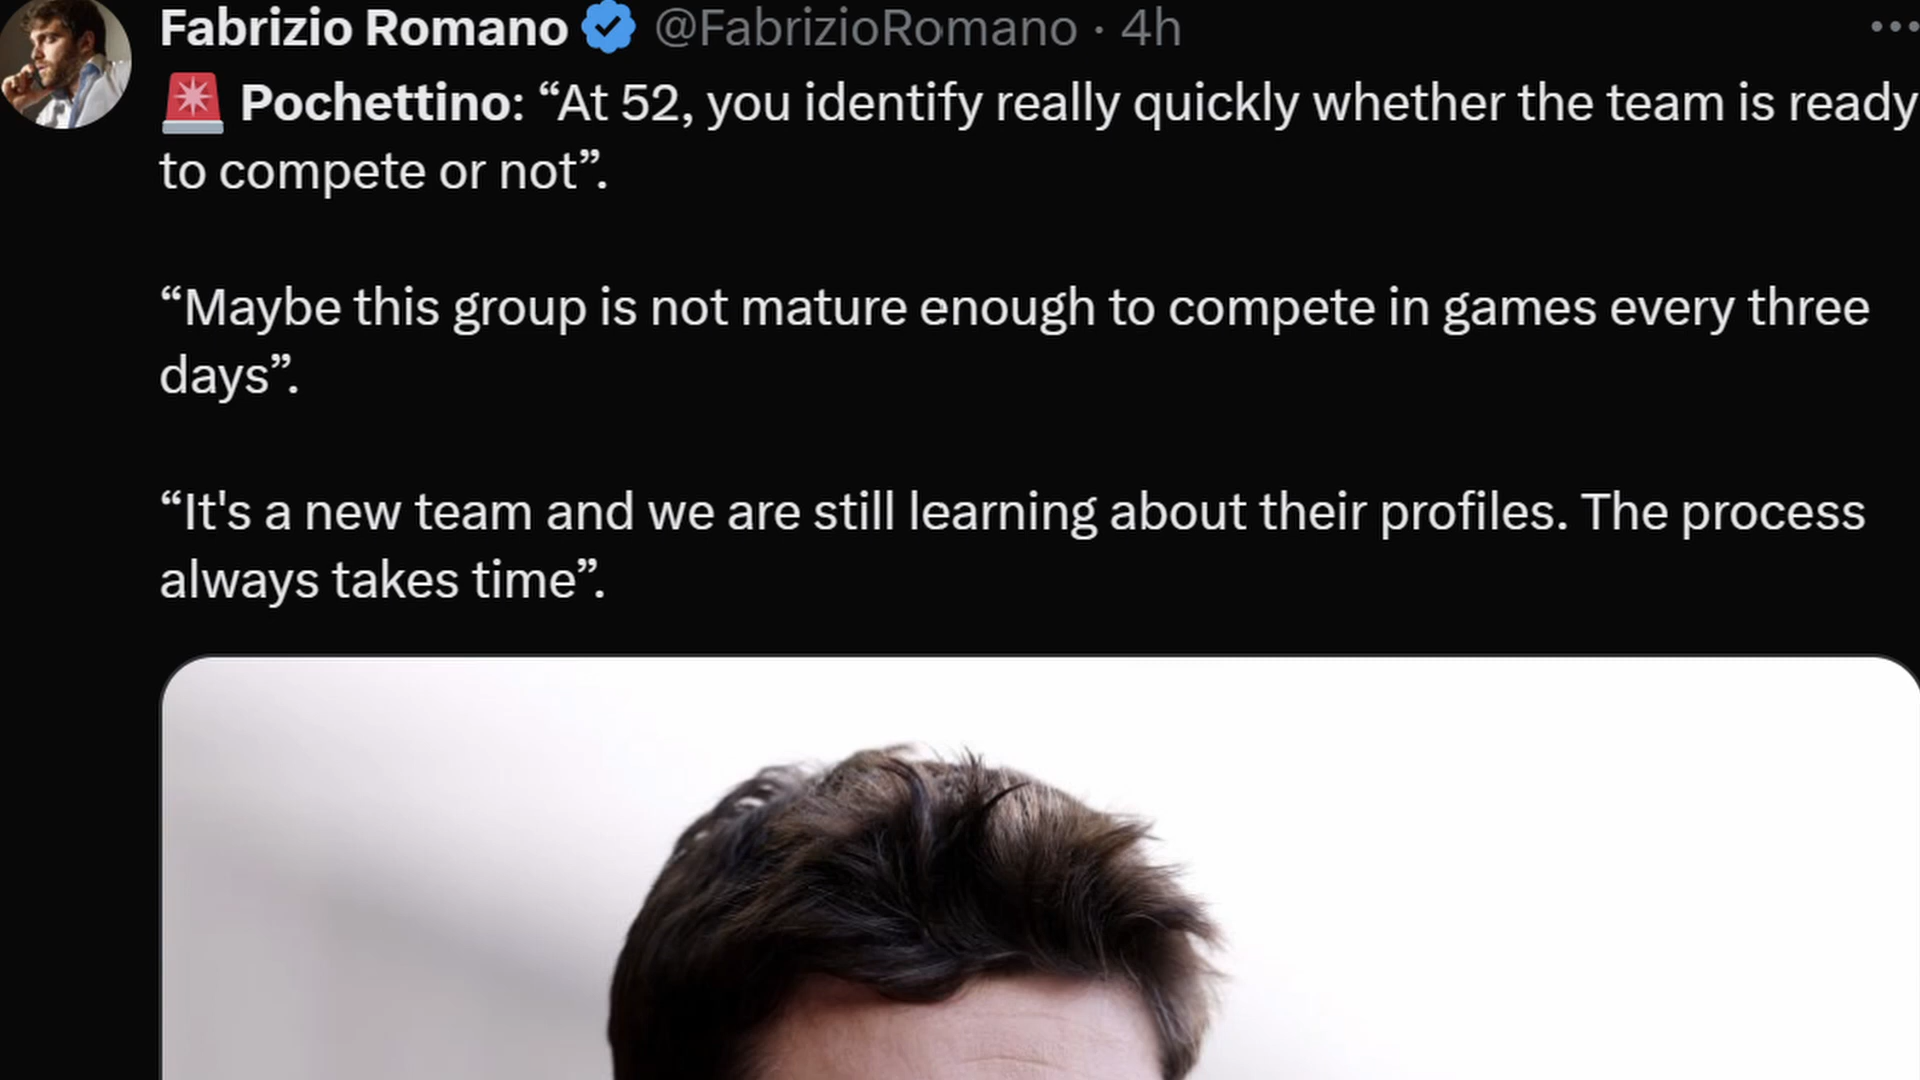 Fabrizio Romano @FabrizioRomano · 4h
🚨 Pochettino: “At 52, you identify really quickly whether the team is ready
to compete or not”.
“Maybe this group is not mature enough to compete in games every three
days”.
“It's a new team and we are still learning about their profiles. The process
always takes time”.